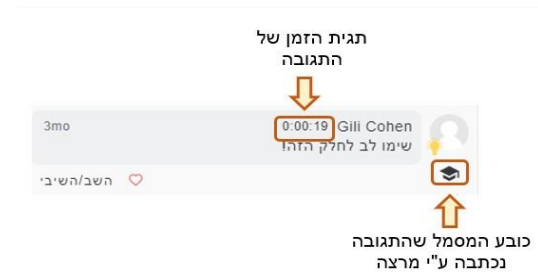 תגית הזמן של
התגובה
Gili Cohen 0:00:19 3mo
שימו לב לחלק הזה!
השב/השיבי
כובע המסמל שהתגובה
נכתבה ע"י מרצה